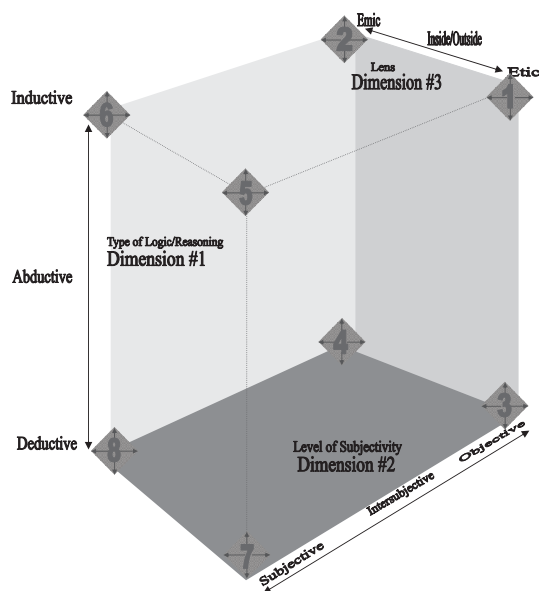 Emic
2
Inside/Outside
Lens
Dimension #3
Etic
1
Inductive
6
5
Type of Logic/Reasoning
Dimension #1
Abductive
4
3
Deductive
8
Level of Subjectivity
Dimension #2
Objective
Intersubjective
7
Subjective